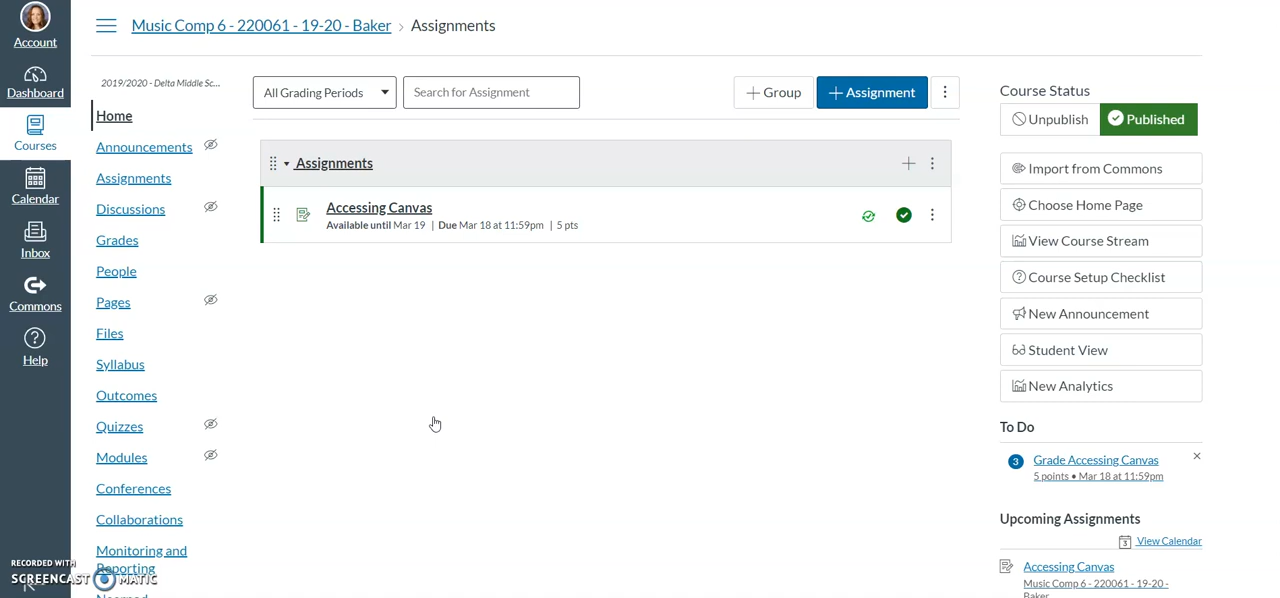 Account
Dashboard
Courses
Calendar
Inbox
Commons
Help
Music Comp 6 - 220061 - 19-20 - Baker › Assignments
2019/2020 - Delta Middle Sc...
Home
Announcements
Assignments
Discussions
Grades
People
Pages
Files
Syllabus
Outcomes
Quizzes
Modules
Conferences
Collaborations
Monitoring and
Reporting
All Grading Periods
Search for Assignment
+ Group
+ Assignment
Assignments
Accessing Canvas
Available until Mar 19 | Due Mar 18 at 11:59pm | 5 pts
Course Status
Unpublish
Published
Import from Commons
Choose Home Page
View Course Stream
Course Setup Checklist
New Announcement
Student View
New Analytics
To Do
3 Grade Accessing Canvas
5 points • Mar 18 at 11:59pm
Upcoming Assignments
3 View Calendar
Accessing Canvas
Music Comp 6 - 220061 - 19-20 -
Baker
RECORDED WITH
SCREENCAST MATIC